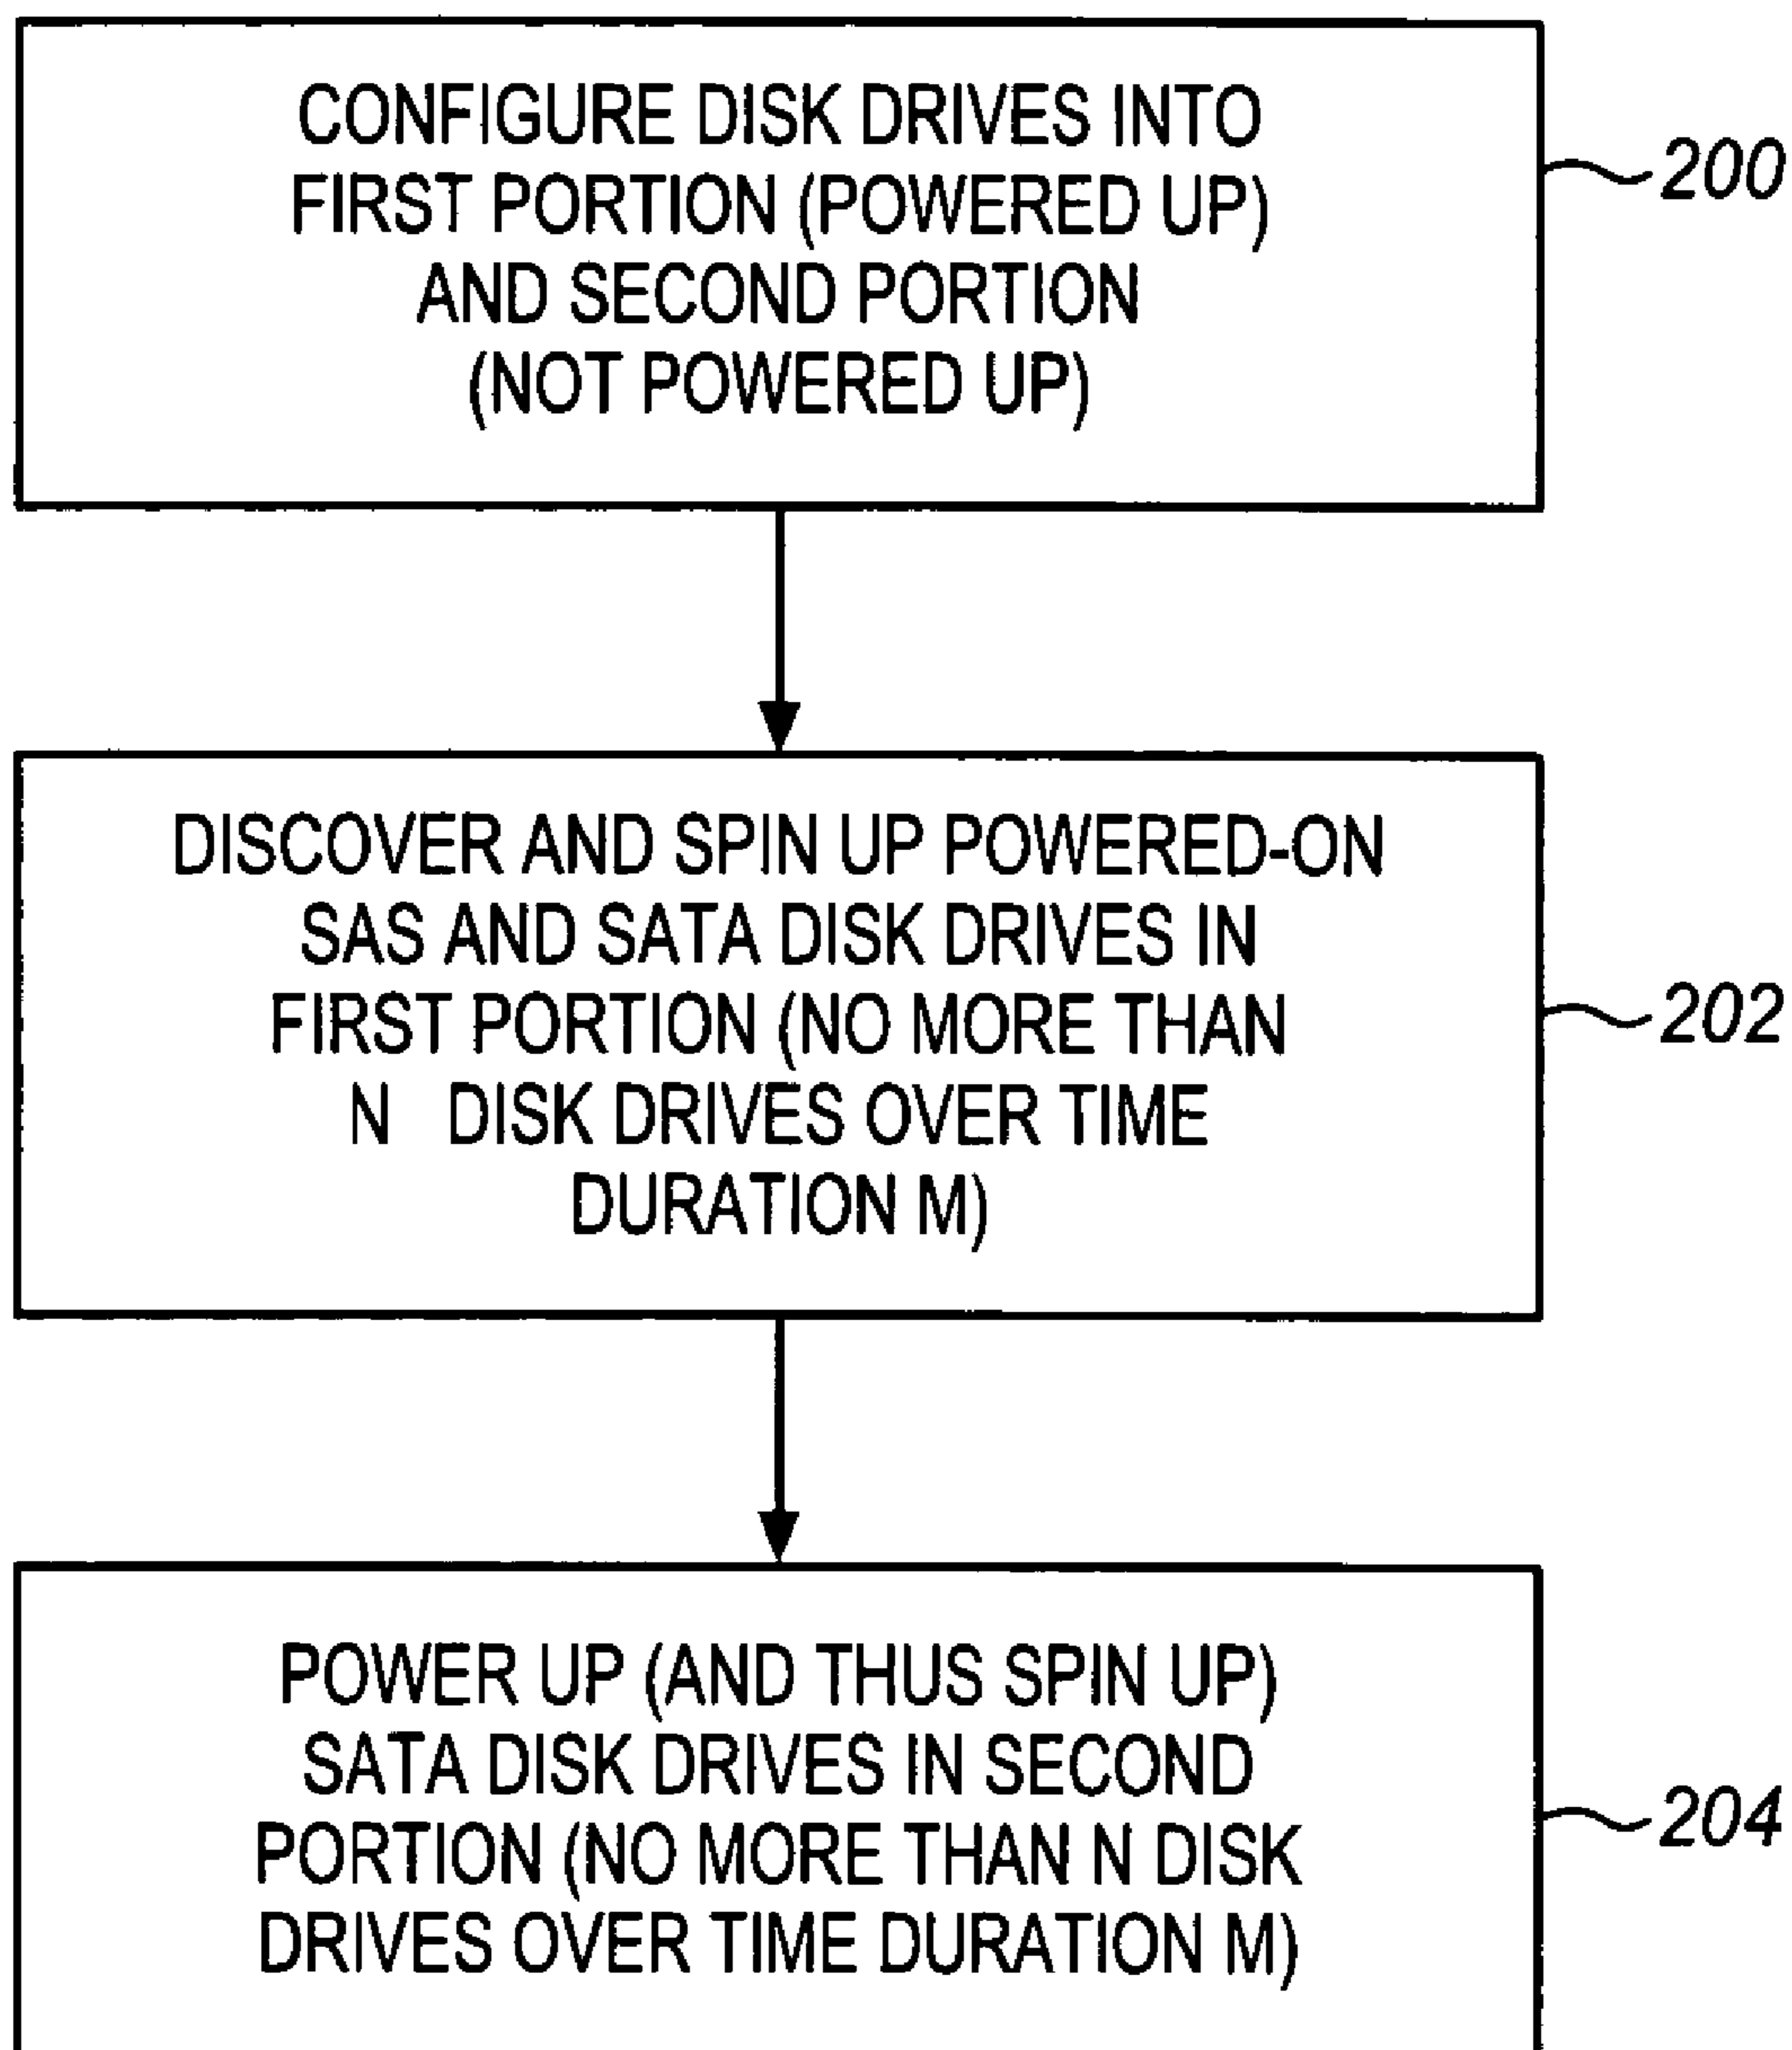 CONFIGURE DISK DRIVES INTO
FIRST PORTION (POWERED UP)
AND SECOND PORTION
(NOT POWERED UP)
200
DISCOVER AND SPIN UP POWERED-ON
SAS AND SATA DISK DRIVES IN
FIRST PORTION (NO MORE THAN
N DISK DRIVES OVER TIME
DURATION M)
202
POWER UP (AND THUS SPIN UP)
SATA DISK DRIVES IN SECOND
PORTION (NO MORE THAN N DISK
DRIVES OVER TIME DURATION M)
204